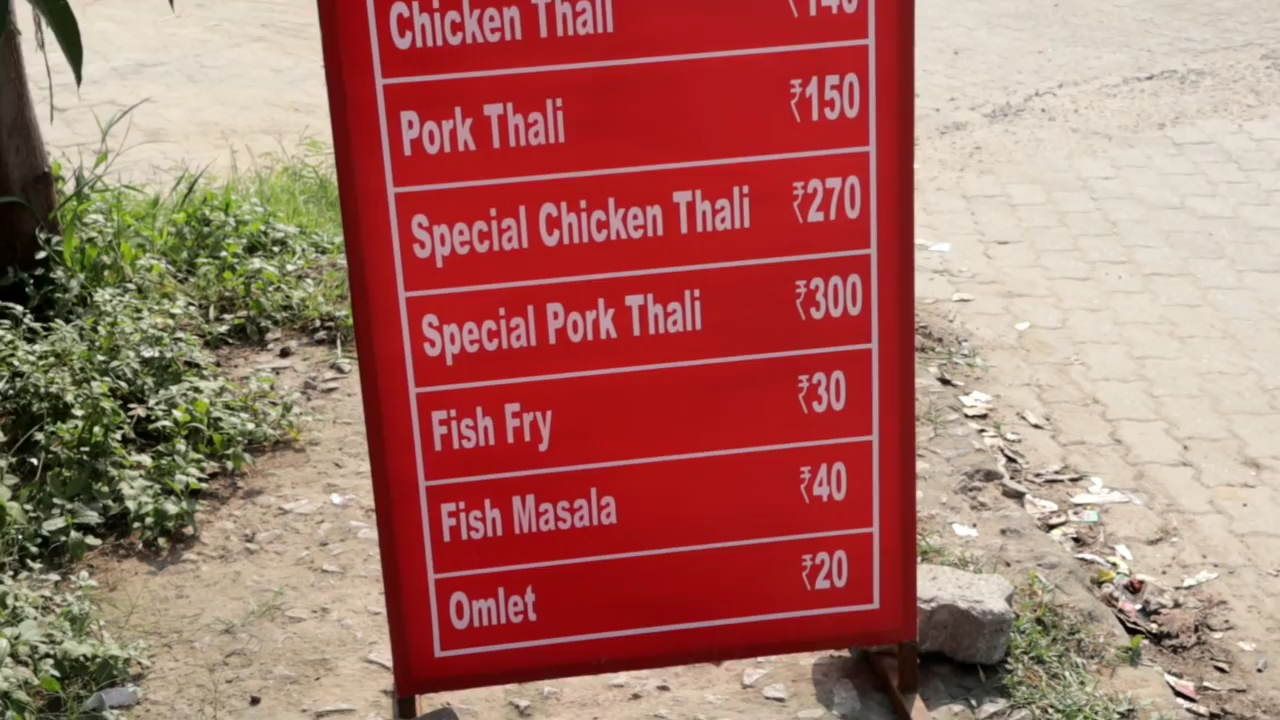 Chicken Thali ₹140
Pork Thali ₹150
Special Chicken Thali ₹270
Special Pork Thali ₹300
Fish Fry ₹30
Fish Masala ₹40
Omlet ₹20